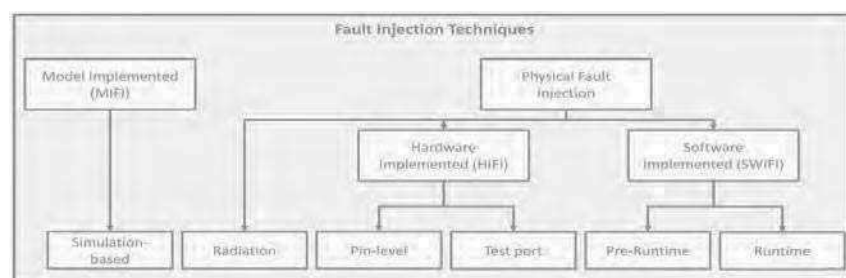 Fault Injection Techniques
Model Implemented
(MIFI)
Physical Fault
Injection
Hardware
Implemented (HIFI)
Software
Implemented (SWIFI)
Simulation-
based
Radiation
Pin-level
Test port
Pre-Runtime
Runtime